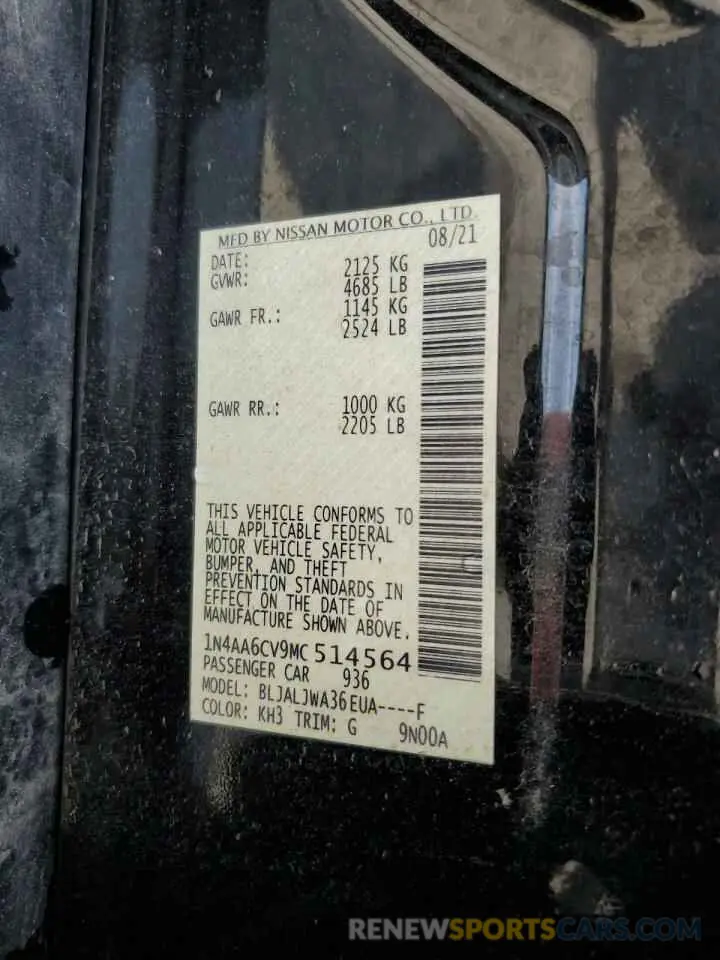 MFD BY NISSAN MOTOR CO., LTD.
DATE: 08/21
GVWR: 2125 KG
4685 LB
GAWR FR.: 1145 KG
2524 LB
GAWR RR.: 1000 KG
2205 LB
THIS VEHICLE CONFORMS TO
ALL APPLICABLE FEDERAL
MOTOR VEHICLE SAFETY,
BUMPER, AND THEFT
PREVENTION STANDARDS IN
EFFECT ON THE DATE OF
MANUFACTURE SHOWN ABOVE.
1N4AA6CV9MC514564
PASSENGER CAR 936
MODEL: BLJALJWA36EUA----F
COLOR: KH3 TRIM: G 9N00A
RENEWSPORTSCARS.COM